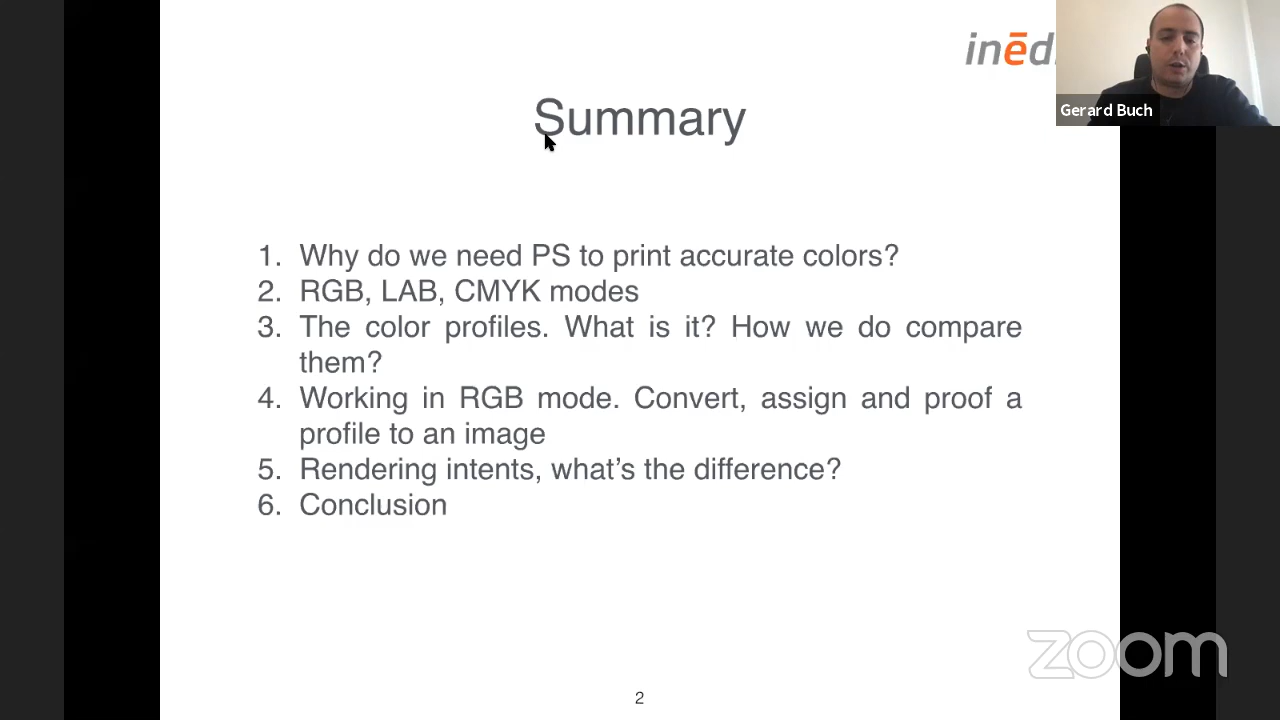 Gerard Buch
Summary
1. Why do we need PS to print accurate colors?
2. RGB, LAB, CMYK modes
3. The color profiles. What is it? How we do compare
them?
4. Working in RGB mode. Convert, assign and proof a
profile to an image
5. Rendering intents, what’s the difference?
6. Conclusion
zoom
2